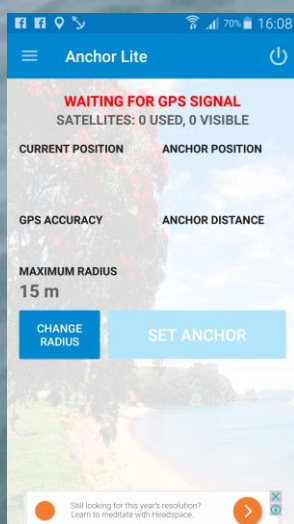 70% 16:08
Anchor Lite
WAITING FOR GPS SIGNAL
SATELLITES: 0 USED, 0 VISIBLE
CURRENT POSITION ANCHOR POSITION
GPS ACCURACY ANCHOR DISTANCE
MAXIMUM RADIUS
15 m
CHANGE
RADIUS
SET ANCHOR
Still looking for this year's resolution?
Learn to meditate with Headspace.